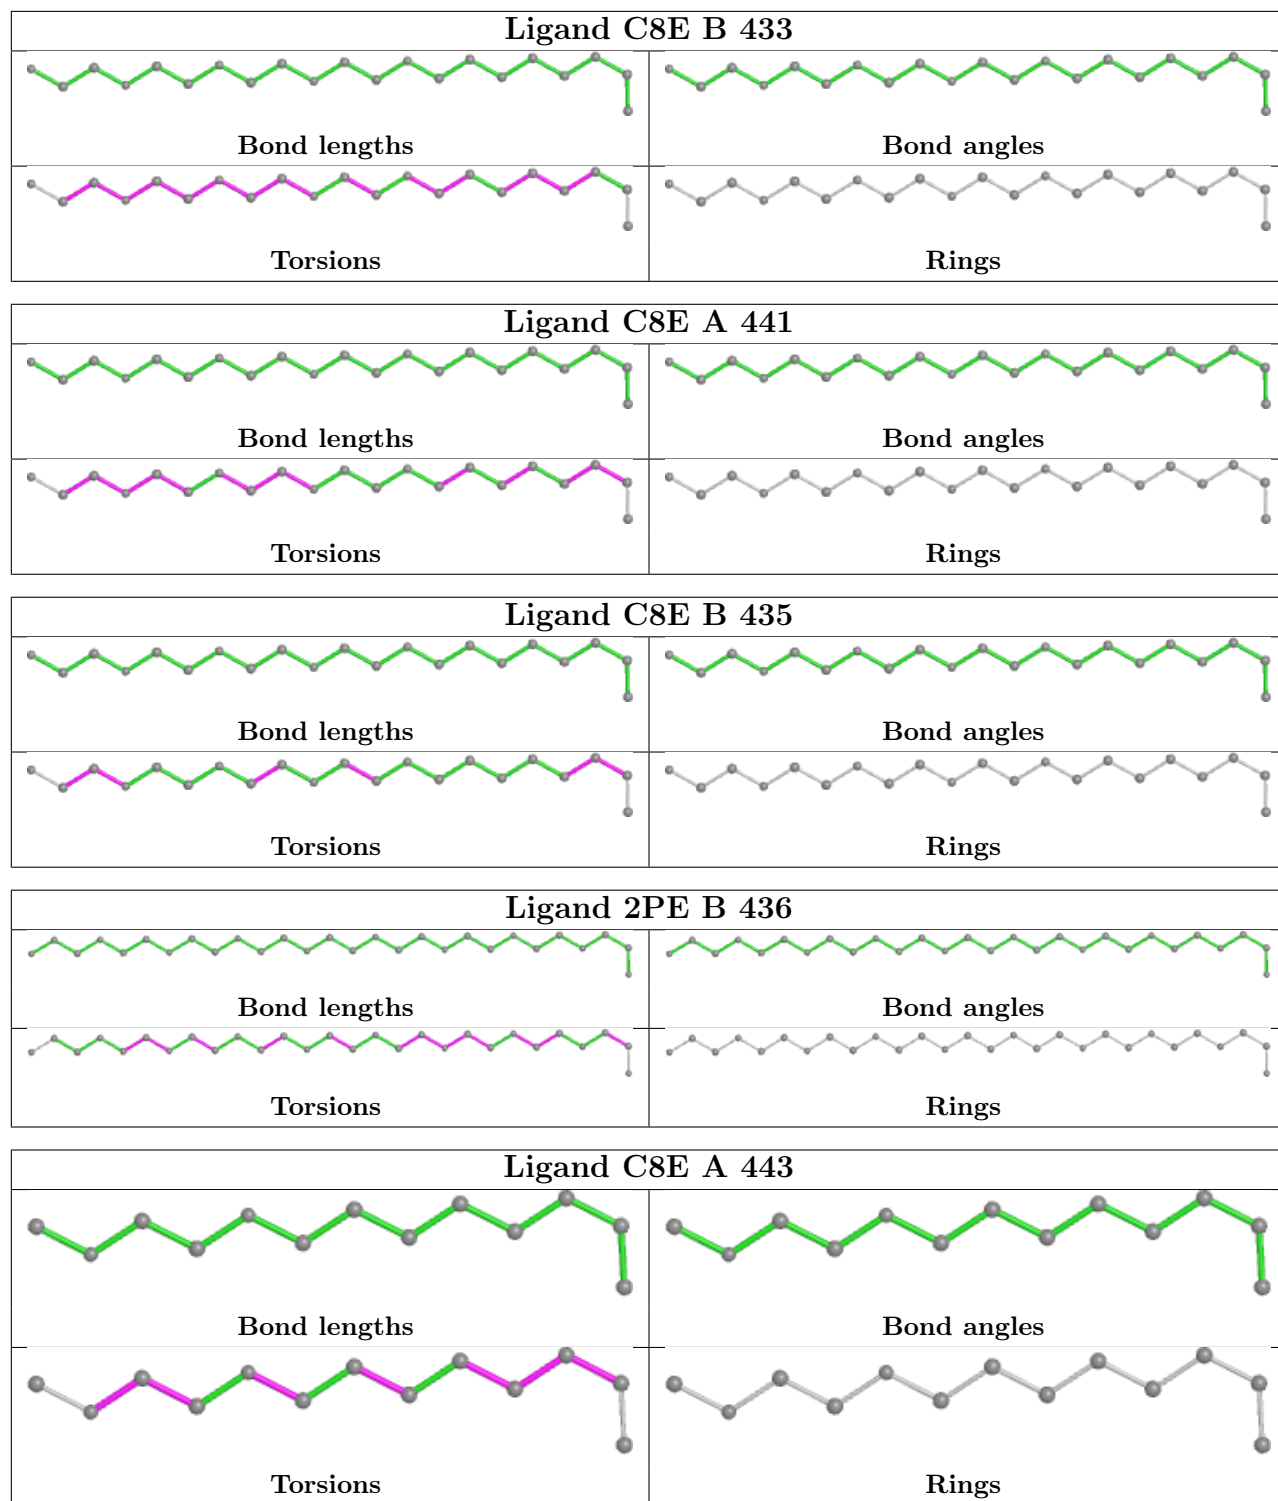 Ligand C8E B 433
Bond lengths
Bond angles
Torsions
Rings
Ligand C8E A 441
Bond lengths
Bond angles
Torsions
Rings
Ligand C8E B 435
Bond lengths
Bond angles
Torsions
Rings
Ligand 2PE B 436
Bond lengths
Bond angles
Torsions
Rings
Ligand C8E A 443
Bond lengths
Bond angles
Torsions
Rings